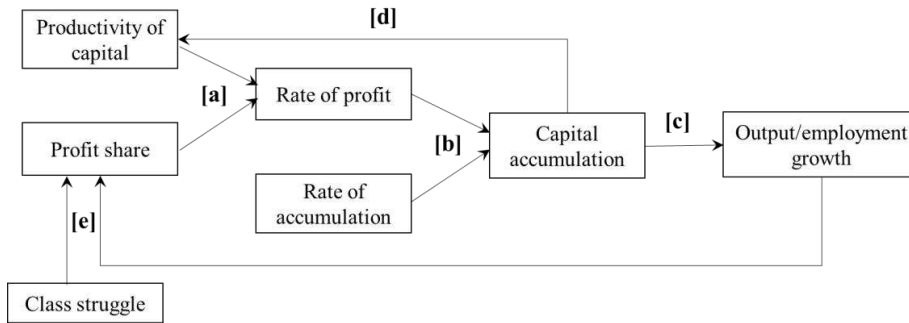 [d]
Productivity of
capital
[a]
Rate of profit
Profit share
[b]
Capital
accumulation
[c]
Output/employment
growth
Rate of
accumulation
[e]
Class struggle